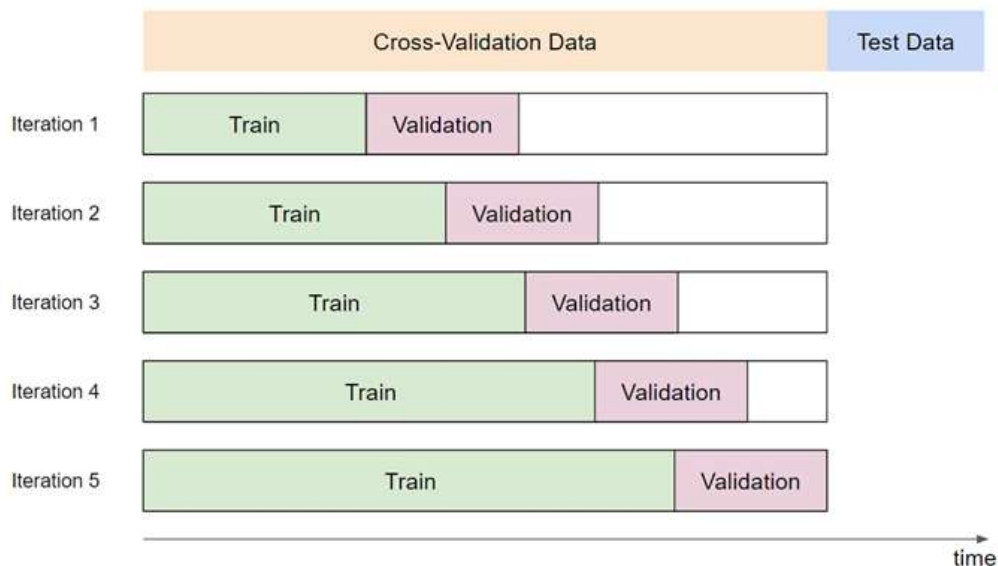 Cross-Validation Data Test Data
Iteration 1 Train Validation
Iteration 2 Train Validation
Iteration 3 Train Validation
Iteration 4 Train Validation
Iteration 5 Train Validation
time